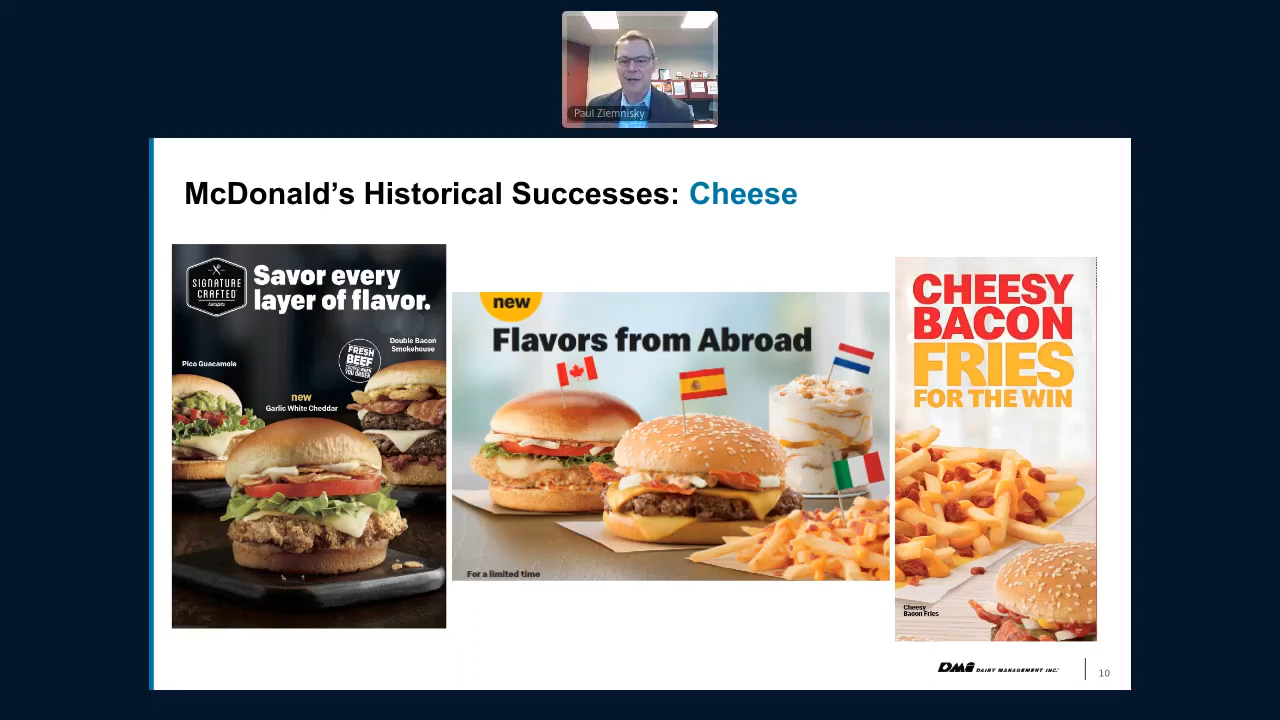 Paul Ziemnisky
McDonald’s Historical Successes: Cheese
SIGNATURE
CRAFTED
Recipes
Savor every
layer of flavor.
Pico Guacamole
FRESH
BEEF
Double Bacon
Smokehouse
new
Garlic White Cheddar
new
Flavors from Abroad
For a limited time
CHEESY
BACON
FRIES
FOR THE WIN
Cheesy
Bacon Fries
DMI DAIRY MANAGEMENT INC.
10